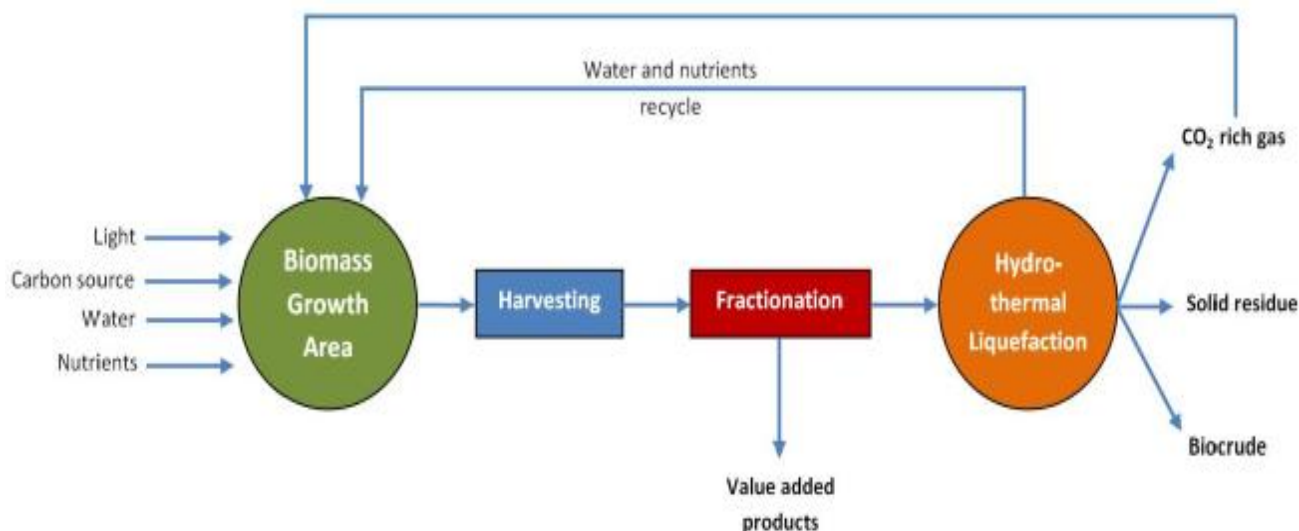 Water and nutrients
recycle
CO₂ rich gas
Light
Carbon source
Water
Nutrients
Biomass
Growth
Area
Harvesting
Fractionation
Hydro-
thermal
Liquefaction
Solid residue
Biocrude
Value added
products